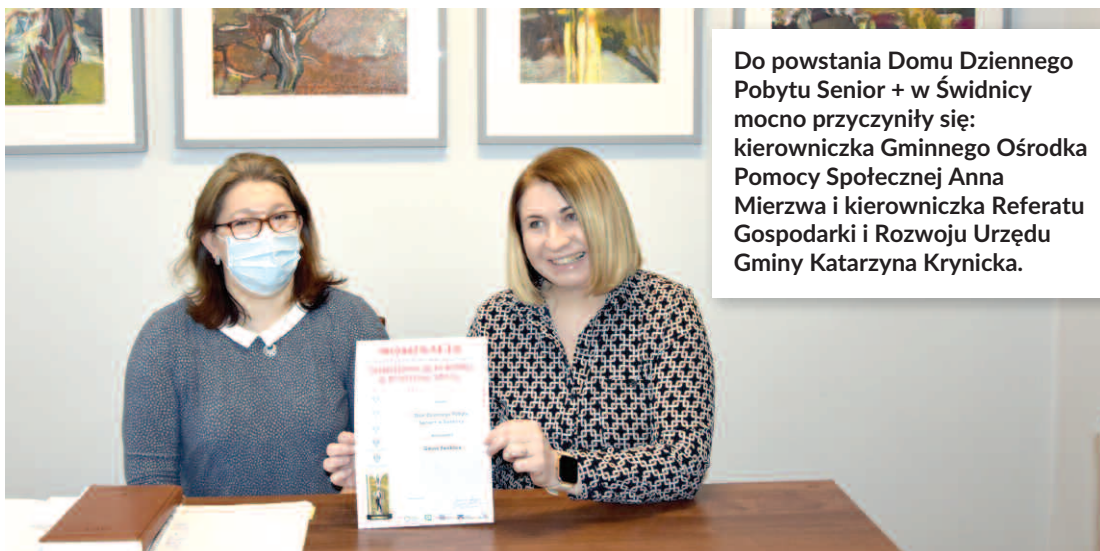 Do powstania Domu Dziennego
Pobytu Senior + w Świdnicy
mocno przyczyniły się:
kierowniczka Gminnego Ośrodka
Pomocy Społecznej Anna
Mierzwa i kierowniczka Referatu
Gospodarki i Rozwoju Urzędu
Gminy Katarzyna Krynicka.
NOMINACJA